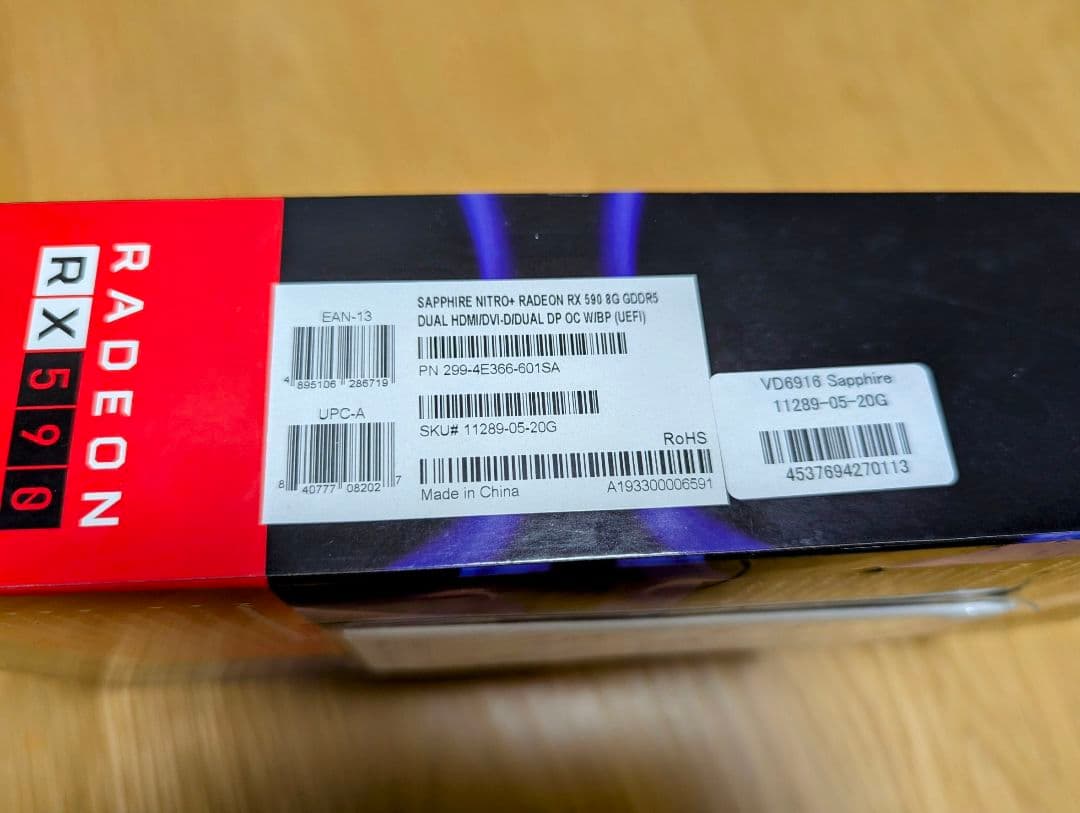 RADEON
RX 590
EAN-13
4 895106 286719
UPC-A
8 40777 08202 7
SAPPHIRE NITRO+ RADEON RX 590 8G GDDR5
DUAL HDMI/DVI-D/DUAL DP OC W/BP (UEFI)
PN 299-4E366-601SA
SKU# 11289-05-20G
RoHS
Made in China
A193300006591
VD6916 Sapphire
11289-05-20G
4537694270113